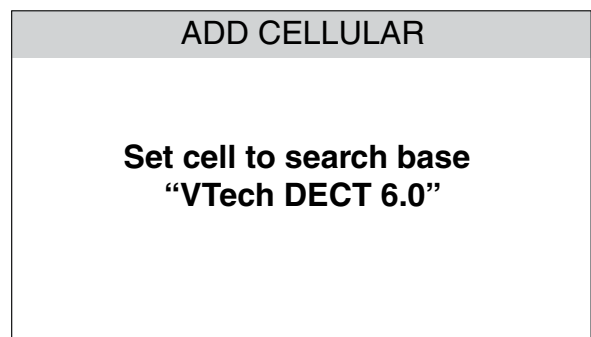 ADD CELLULAR
Set cell to search base
“VTech DECT 6.0”